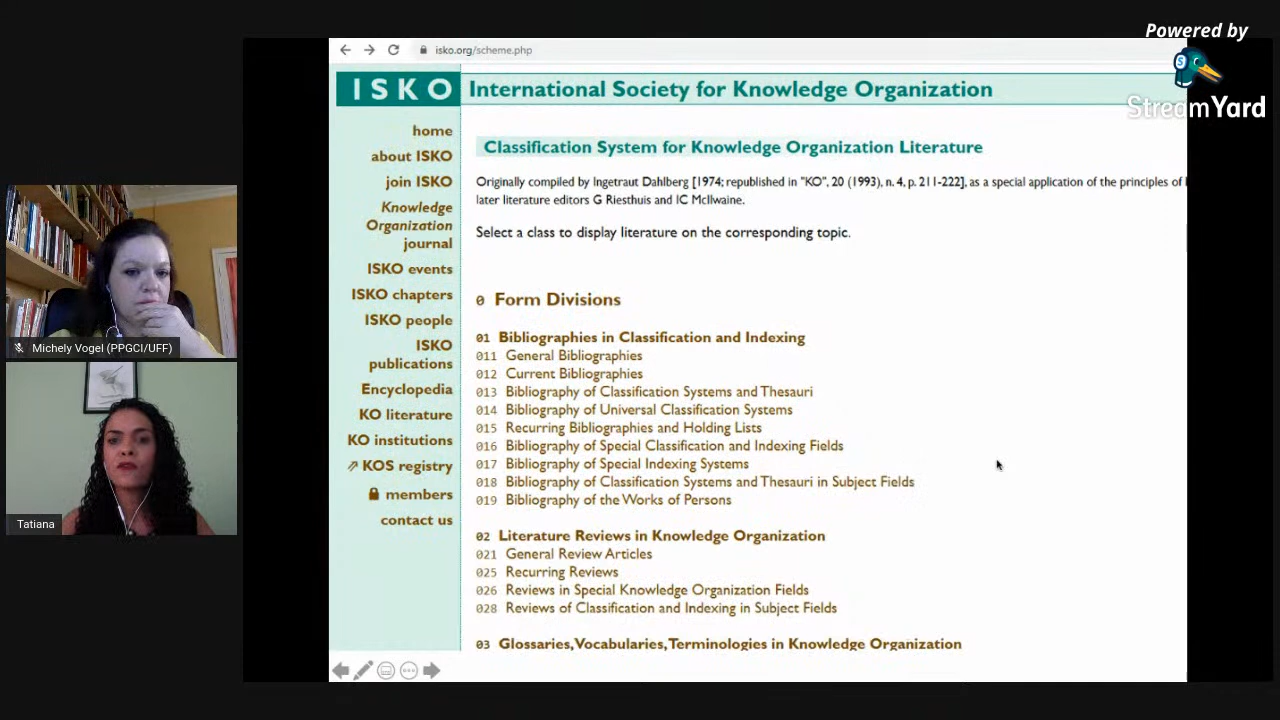 Powered by
StreamYard
isko.org/scheme.php
ISKO
International Society for Knowledge Organization
home
about ISKO
join ISKO
Knowledge
Organization
journal
ISKO events
ISKO chapters
ISKO people
ISKO
publications
Encyclopedia
KO literature
KO institutions
⇗ KOS registry
members
contact us
Classification System for Knowledge Organization Literature
Originally compiled by Ingetraut Dahlberg [1974; republished in "KO", 20 (1993), n. 4, p. 211-222], as a special application of the principles of
later literature editors G Riesthuis and IC McIlwaine.
Select a class to display literature on the corresponding topic.
0 Form Divisions
01 Bibliographies in Classification and Indexing
011 General Bibliographies
012 Current Bibliographies
013 Bibliography of Classification Systems and Thesauri
014 Bibliography of Universal Classification Systems
015 Recurring Bibliographies and Holding Lists
016 Bibliography of Special Classification and Indexing Fields
017 Bibliography of Special Indexing Systems
018 Bibliography of Classification Systems and Thesauri in Subject Fields
019 Bibliography of the Works of Persons
02 Literature Reviews in Knowledge Organization
021 General Review Articles
025 Recurring Reviews
026 Reviews in Special Knowledge Organization Fields
028 Reviews of Classification and Indexing in Subject Fields
03 Glossaries, Vocabularies, Terminologies in Knowledge Organization
Michely Vogel (PPGCI/UFF)
Tatiana